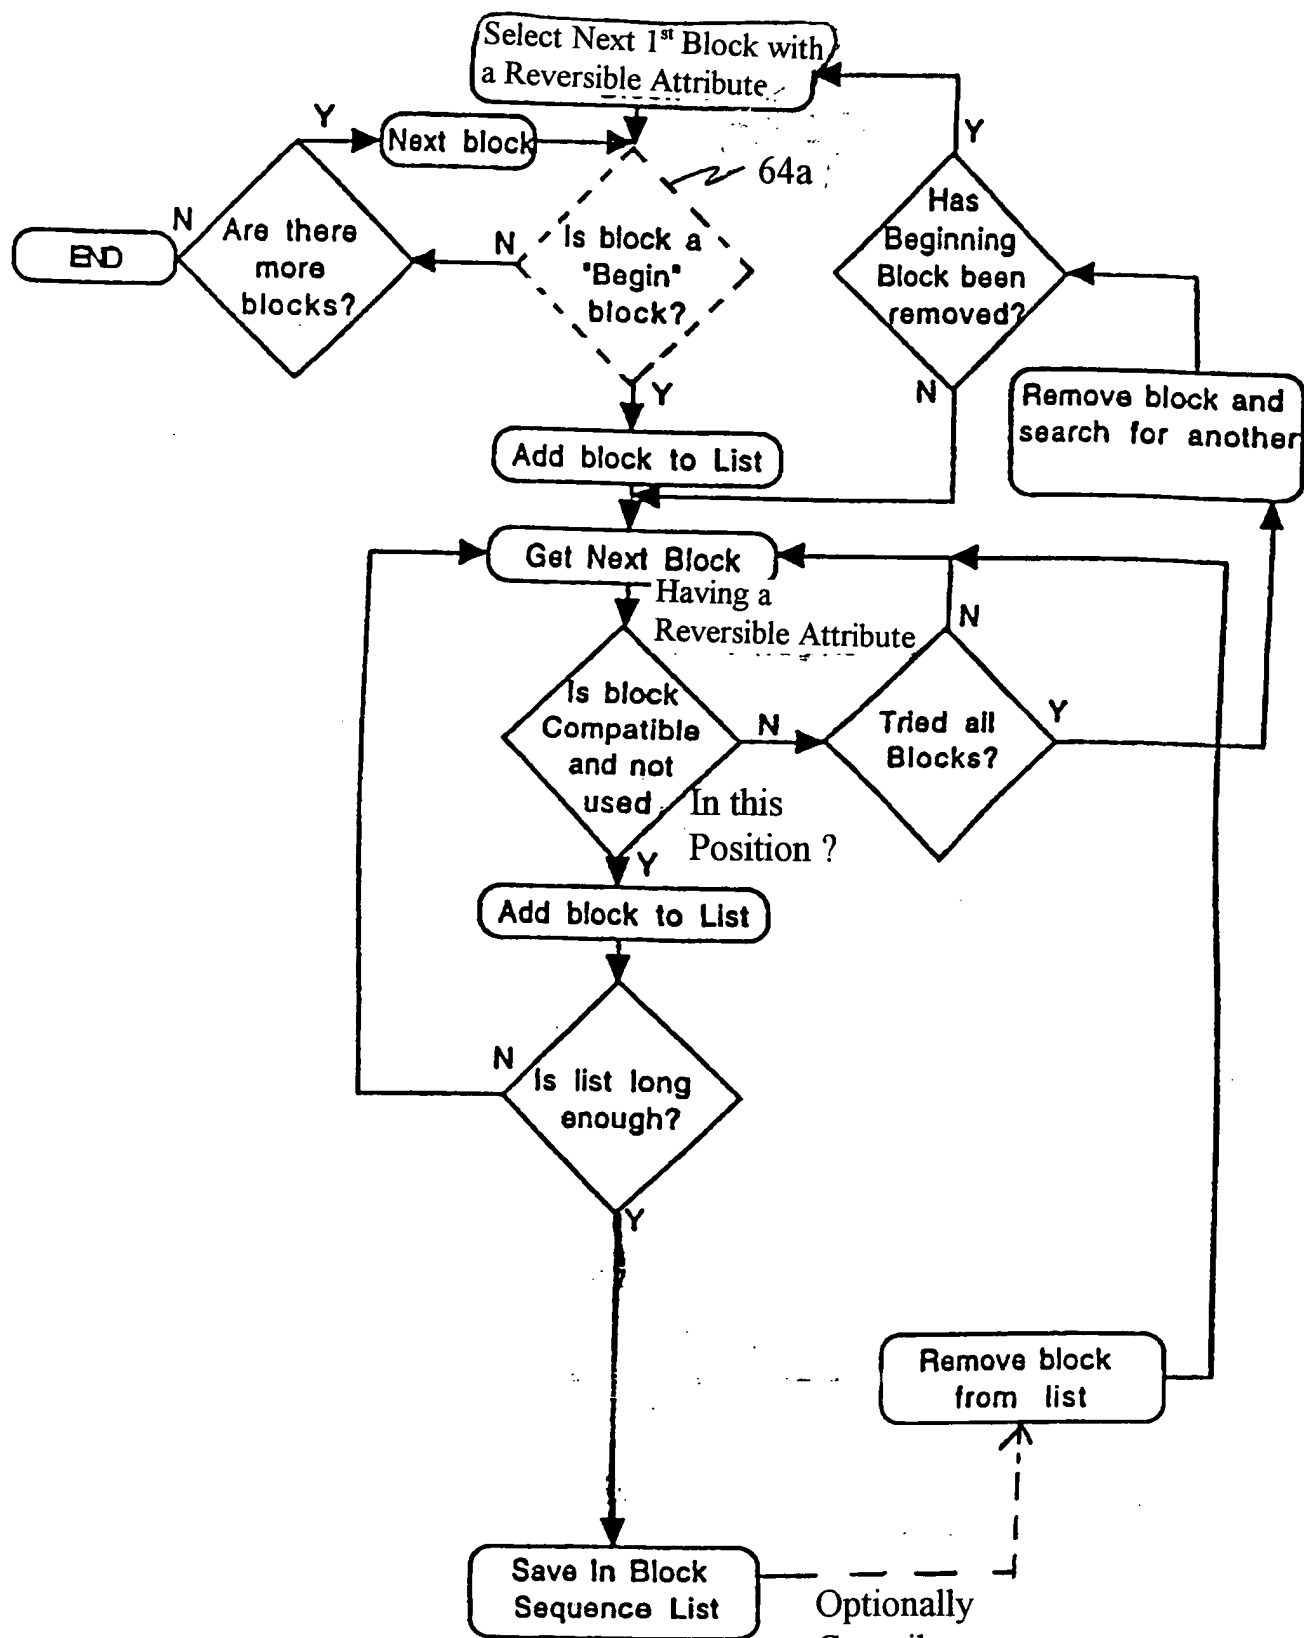 Select Next 1st Block with
a Reversible Attribute
Y
Next block
64a
Y
N
Are there
more
blocks?
END
N
Is block a
"Begin"
block?
Has
Beginning
Block been
removed?
Y
N
Remove block and
search for another
Add block to List
Get Next Block
Having a
Reversible Attribute
N
Is block
Compatible
and not
used
In this
Position ?
N
Tried all
Blocks?
Y
Y
Add block to List
N
Is list long
enough?
Y
Remove block
from list
Save In Block
Sequence List
Optionally